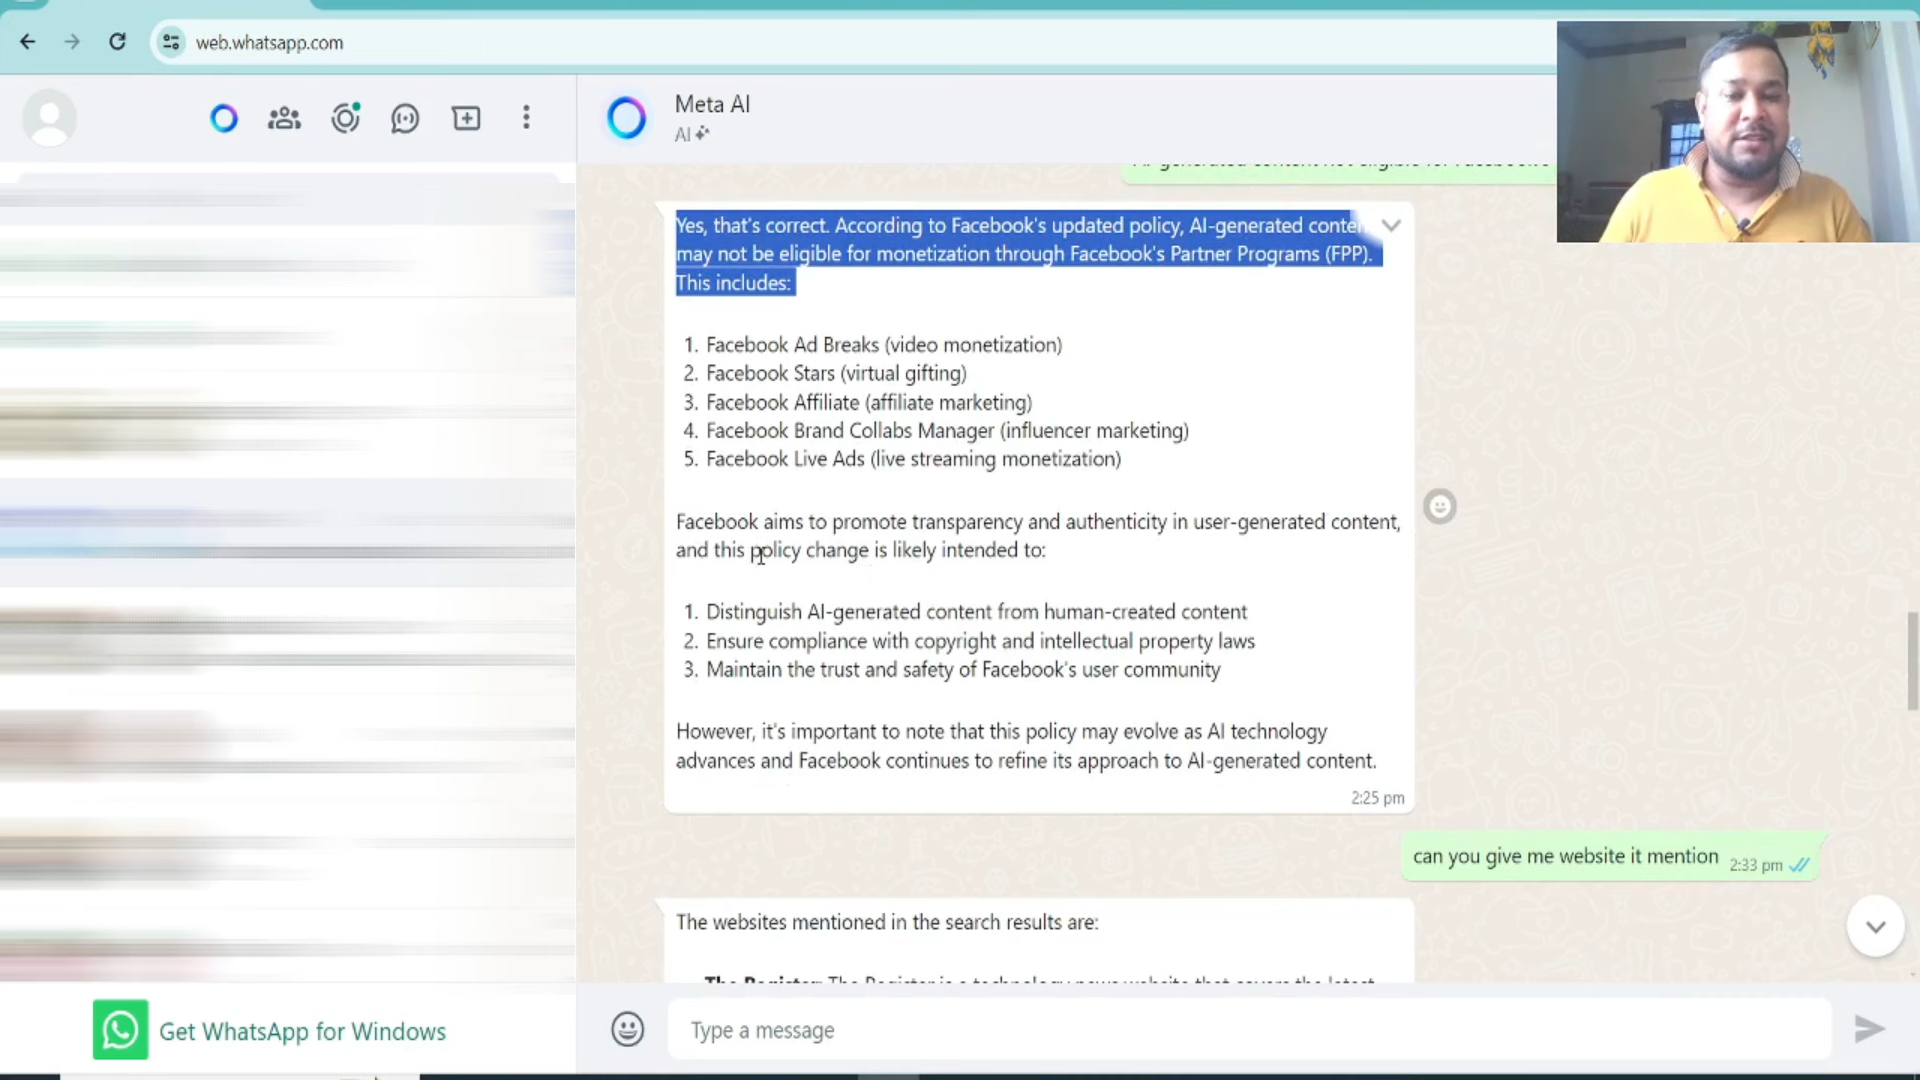 web.whatsapp.com
Meta AI
AI
Yes, that's correct. According to Facebook's updated policy, AI-generated
may not be eligible for monetization through Facebook's Partner Programs (FPP).
This includes:
1. Facebook Ad Breaks (video monetization)
2. Facebook Stars (virtual gifting)
3. Facebook Affiliate (affiliate marketing)
4. Facebook Brand Collabs Manager (influencer marketing)
5. Facebook Live Ads (live streaming monetization)
Facebook aims to promote transparency and authenticity in user-generated content,
and this policy change is likely intended to:
1. Distinguish AI-generated content from human-created content
2. Ensure compliance with copyright and intellectual property laws
3. Maintain the trust and safety of Facebook's user community
However, it's important to note that this policy may evolve as AI technology
advances and Facebook continues to refine its approach to AI-generated content.
2:25 pm
can you give me website it mention 2:33 pm
The websites mentioned in the search results are:
Get WhatsApp for Windows
Type a message